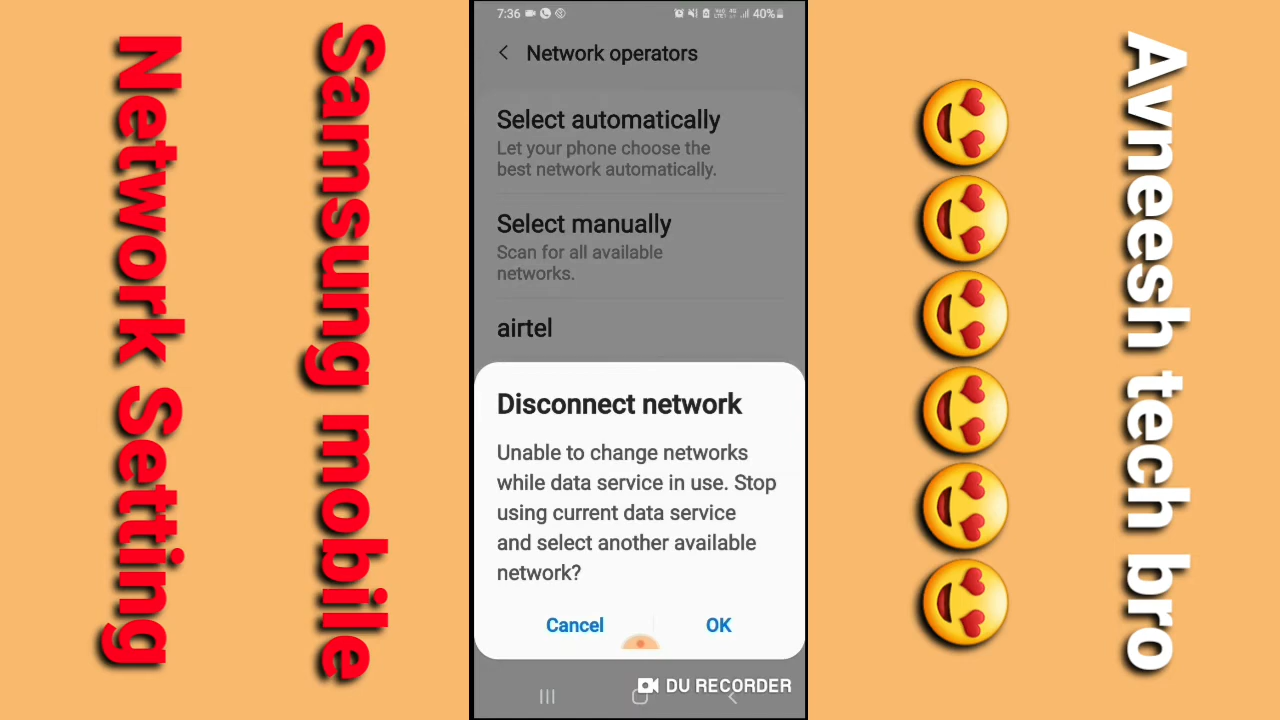 Network Setting
Samsung mobile
7:36
40%
Network operators
Select automatically
Let your phone choose the
best network automatically.
Select manually
Scan for all available
networks.
airtel
Disconnect network
Unable to change networks
while data service in use. Stop
using current data service
and select another available
network?
Cancel
OK
DU RECORDER
Avneesh tech bro